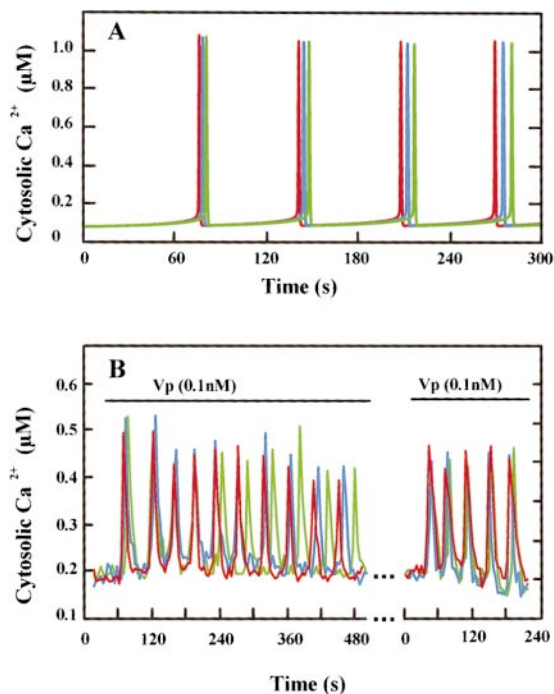 A
Cytosolic Ca 2+ (µM)
1.0
0.8
0.6
0.4
0.2
0
0 60 120 180 240 300
Time (s)
B
Vp (0.1nM) Vp (0.1nM)
Cytosolic Ca 2+ (µM)
0.6
0.5
0.4
0.3
0.2
0.1
0 120 240 360 480 ... 0 120 240
Time (s)